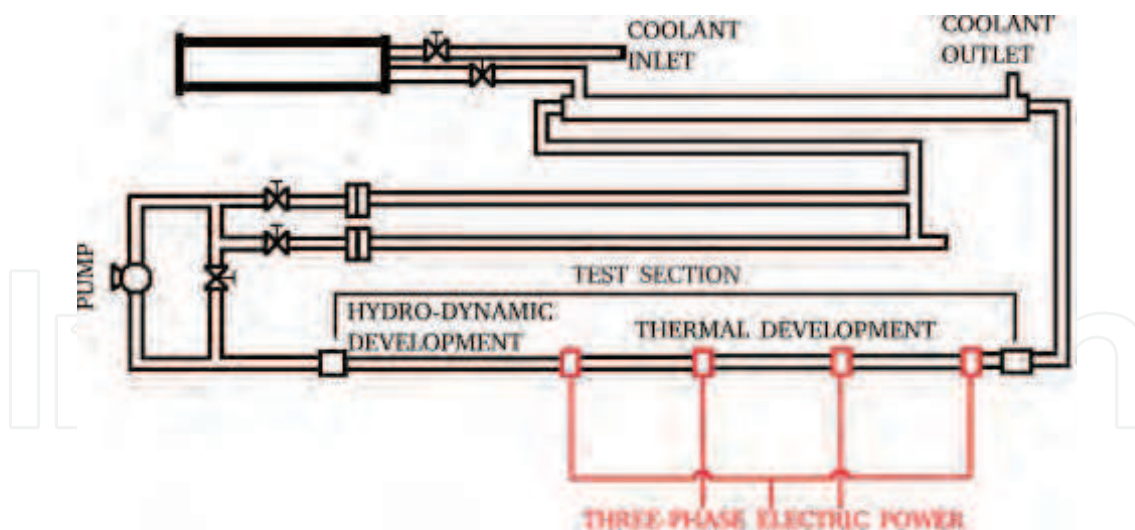 COOLANT
INLET
COOLANT
OUTLET
PUMP
TEST SECTION
HYDRO-DYNAMIC
DEVELOPMENT
THERMAL DEVELOPMENT
THREE-PHASE ELECTRIC POWER